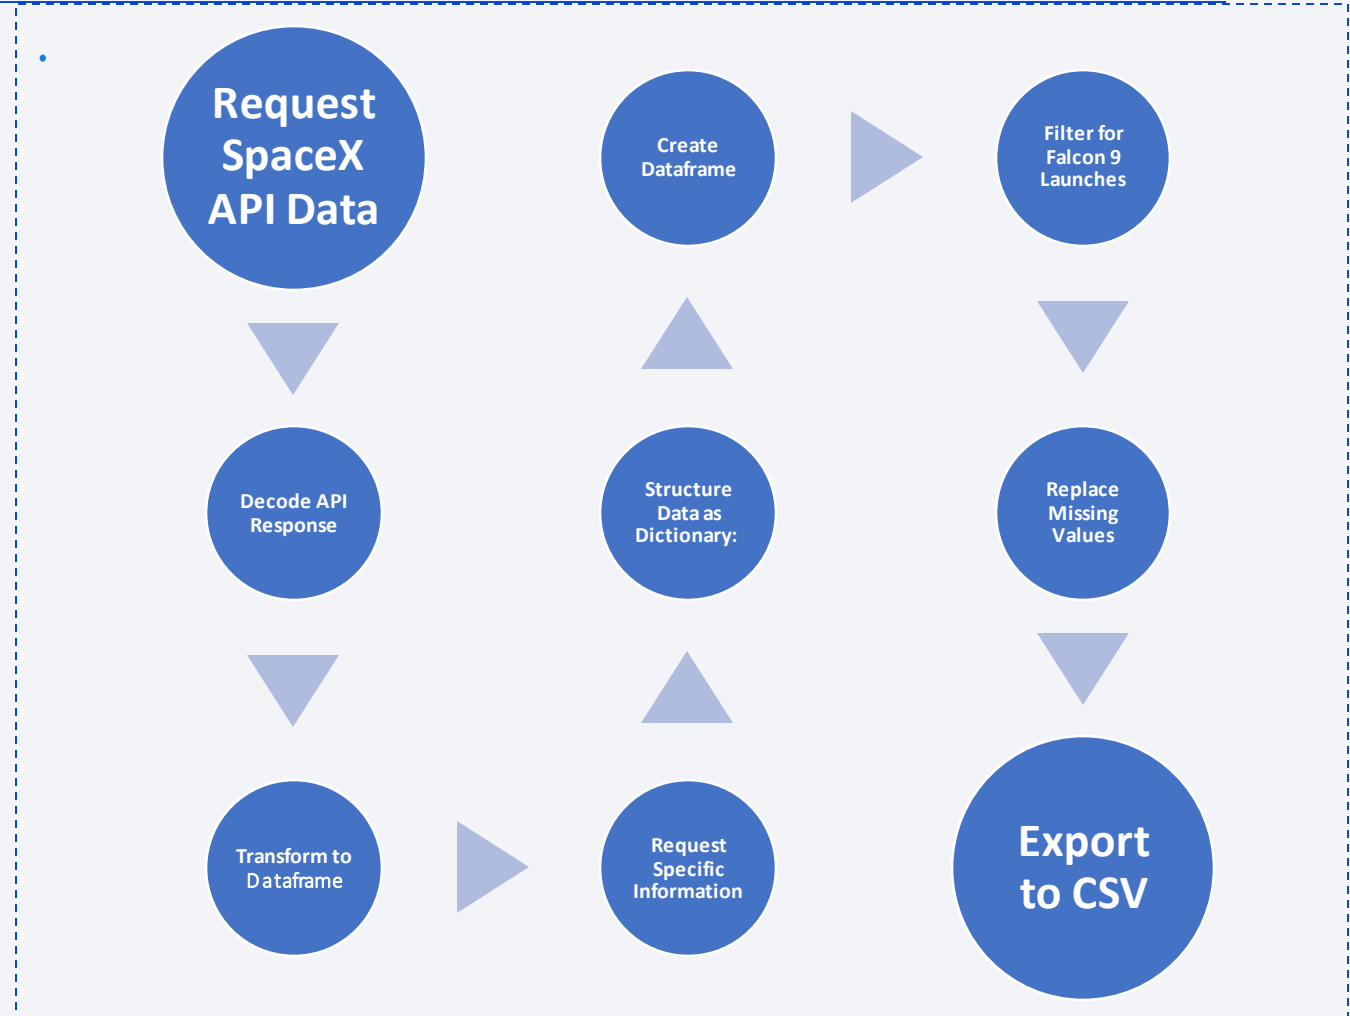 Request
SpaceX
API Data
Decode API
Response
Transform to
Dataframe
Request
Specific
Information
Structure
Data as
Dictionary:
Create
Dataframe
Filter for
Falcon 9
Launches
Replace
Missing
Values
Export
to CSV